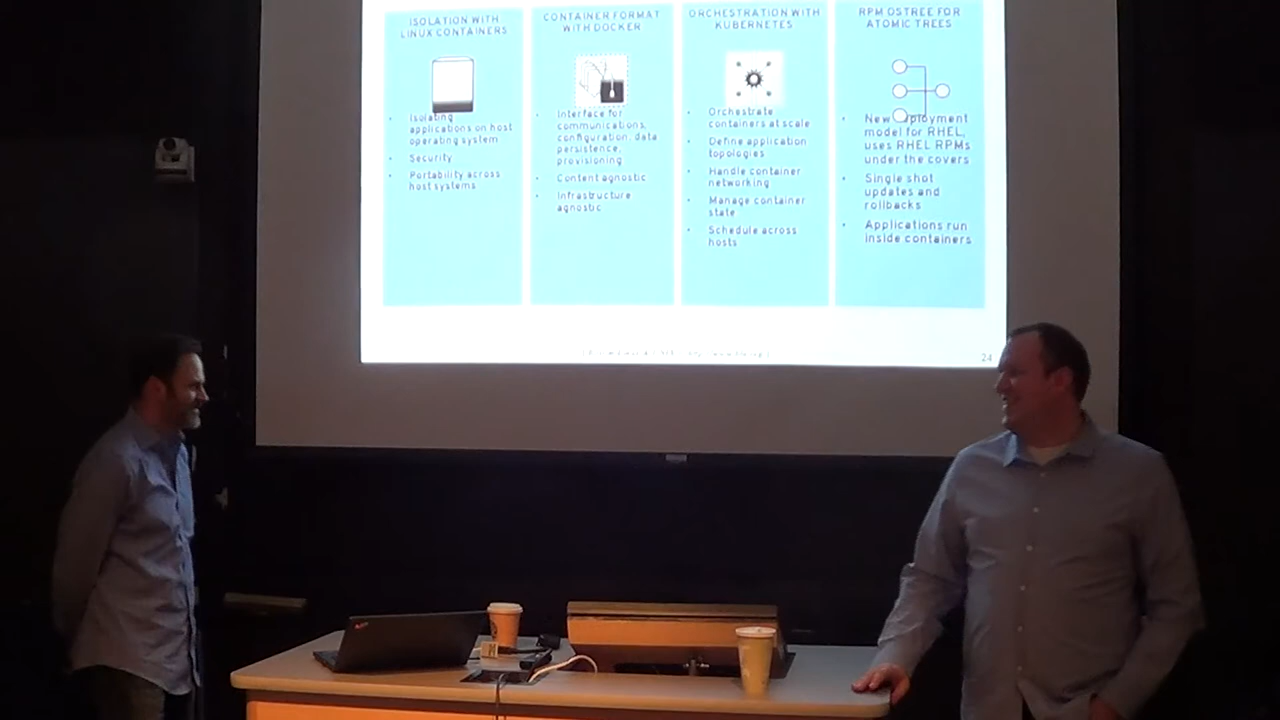 ISOLATION WITH
LINUX CONTAINERS
Isolating
applications on host
operating system
Security
Portability across
host systems
CONTAINER FORMAT
WITH DOCKER
Interface for
communications,
configuration, data
persistence,
provisioning
Content agnostic
Infrastructure
agnostic
ORCHESTRATION WITH
KUBERNETES
Orchestrate
containers at scale
Define application
topologies
Handle container
networking
Manage container
state
Schedule across
hosts
RPM OSTREE FOR
ATOMIC TREES
New deployment
model for RHEL,
uses RHEL RPMs
under the covers
Single shot
updates and
rollbacks
Applications run
inside containers
24